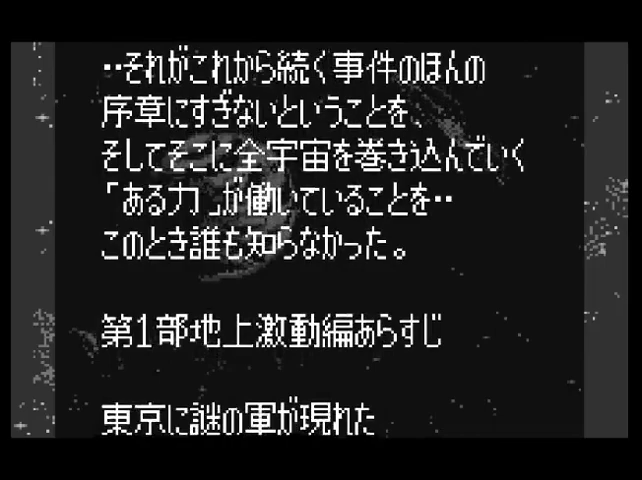 ‥それがこれから続く事件のほんの
序章にすぎないということを、
そしてそこに全宇宙を巻き込んでいく
「ある力」が働いていることを‥
このとき誰も知らなかった。
第1部地上激動編あらすじ
東京に謎の軍が現れた